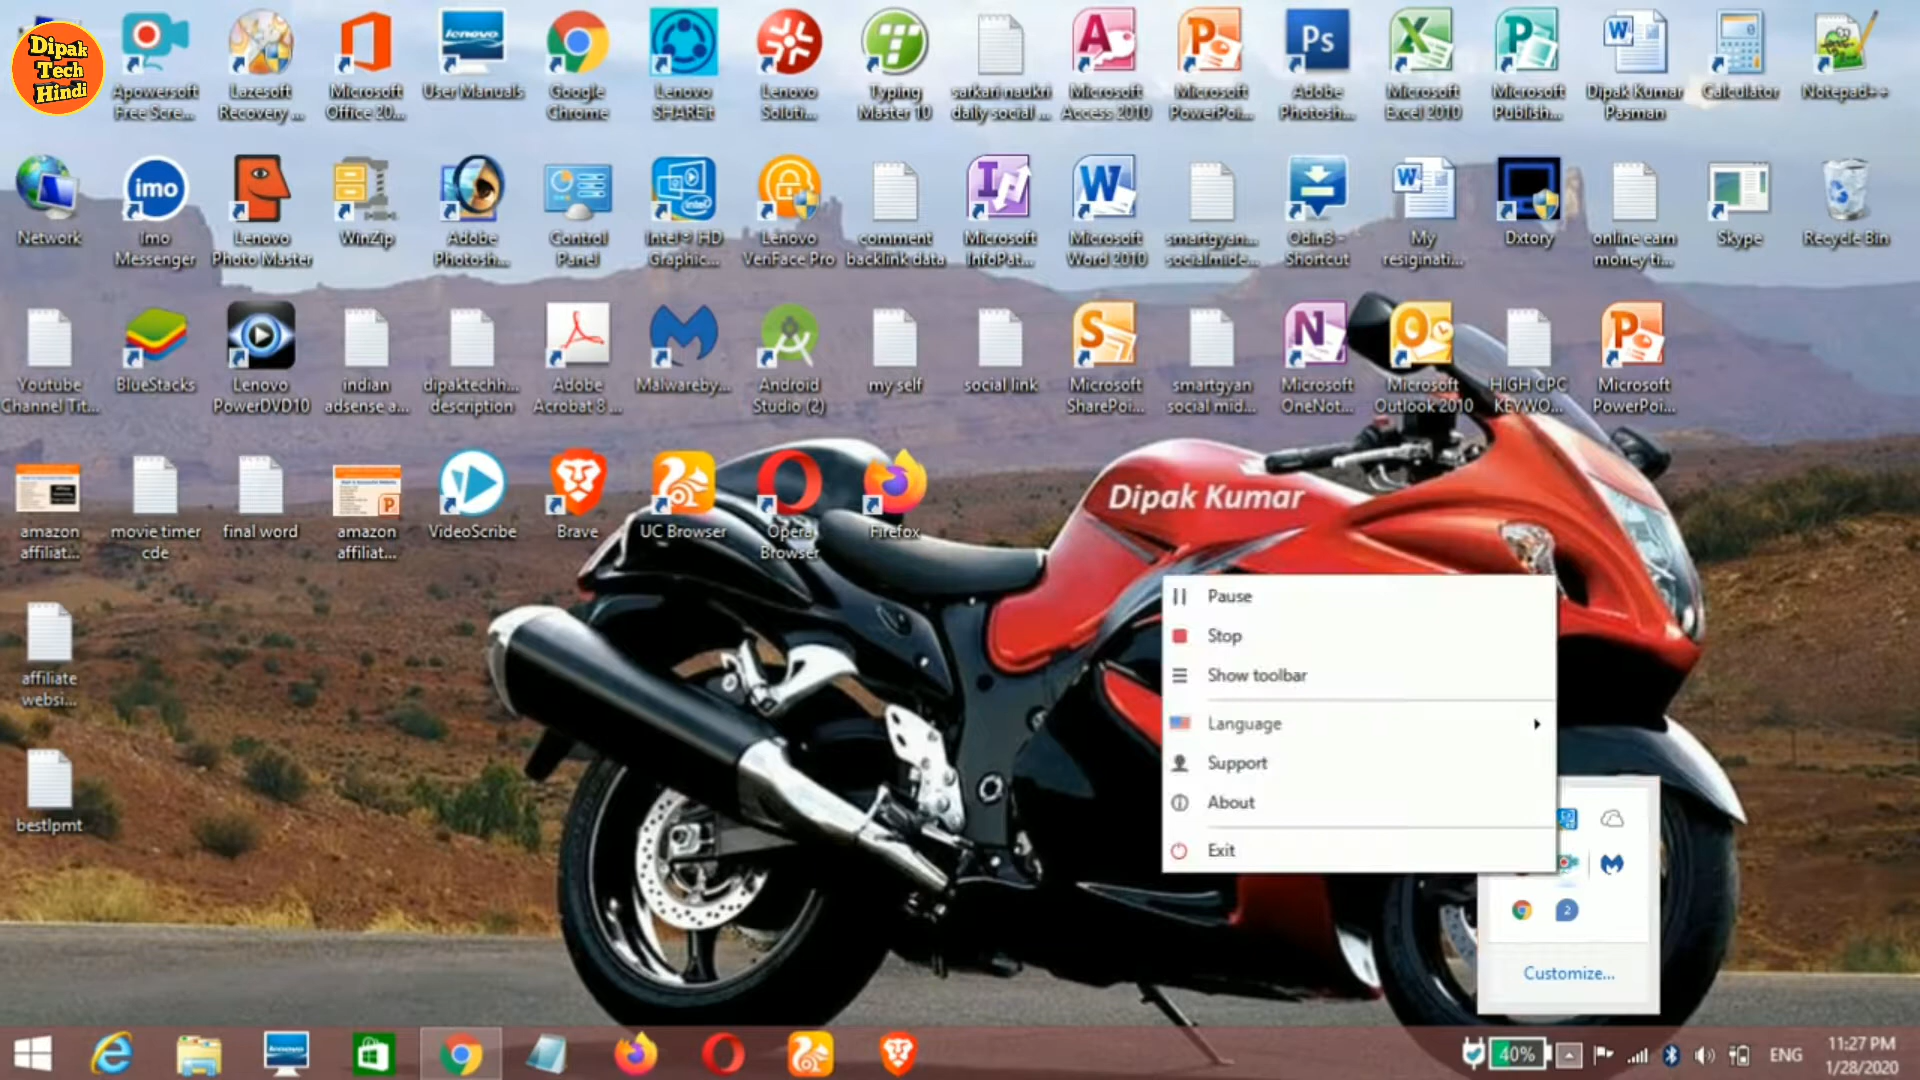 Dipak
Tech
Hindi
Apowersoft
Free Scre...
Lazesoft
Recovery ...
Microsoft
Office 20...
lenovo
User Manuals
Google
Chrome
Lenovo
SHAREit
Lenovo
Soluti...
Typing
Master 10
sarkari naukri
daily social ...
Microsoft
Access 2010
Microsoft
PowerPoi...
Ps
Adobe
Photosh...
Microsoft
Excel 2010
Microsoft
Publish...
Dipak Kumar
Pasman
Calculator
Notepad++
Network
imo
Imo
Messenger
Lenovo
Photo Master
WinZip
Adobe
Photosh...
Control
Panel
intel
Intel® HD
Graphic...
Lenovo
VeriFace Pro
comment
backlink data
Microsoft
InfoPat...
Microsoft
Word 2010
smartgyan...
socialmide...
Odin3 -
Shortcut
My
resiginati...
Dxtory
online earn
money ti...
Skype
Recycle Bin
Youtube
Channel Tit...
BlueStacks
Lenovo
PowerDVD10
indian
adsense a...
dipaktechh...
description
Adobe
Acrobat 8 ...
Malwareby...
Android
Studio (2)
my self
social link
Microsoft
SharePoi...
smartgyan
social mid...
Microsoft
OneNot...
Microsoft
Outlook 2010
HIGH CPC
KEYWO...
Microsoft
PowerPoi...
amazon
affiliat...
movie timer
cde
final word
amazon
affiliat...
VideoScribe
Brave
UC Browser
Opera
Browser
Firefox
Dipak Kumar
affiliate
websi...
bestlpmt
Pause
Stop
Show toolbar
Language
Support
About
Exit
2
Customize...
lenovo
40%
ENG
11:27 PM
1/28/2020